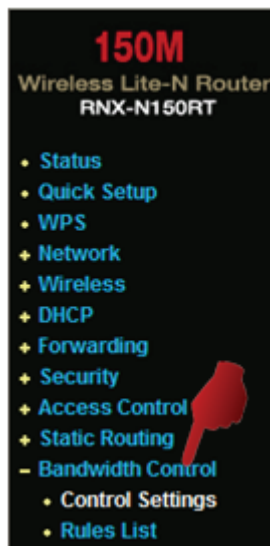 150M
Wireless Lite-N Router
RNX-N150RT
Status
Quick Setup
WPS
Network
Wireless
DHCP
Forwarding
Security
Access Control
Static Routing
Bandwidth Control
Control Settings
Rules List